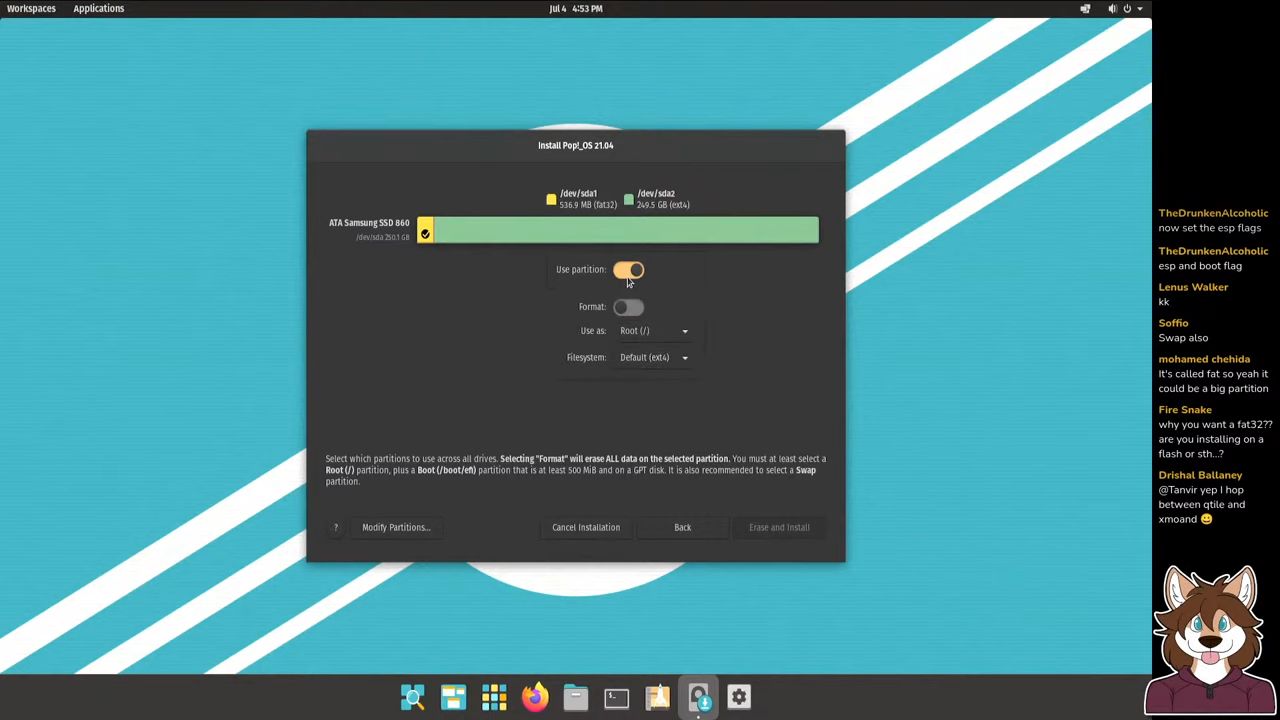 Workspaces Applications Jul 4 4:53 PM
Install Pop!_OS 21.04
/dev/sda1 /dev/sda2
536.9 MB (fat32) 249.5 GB (ext4)
ATA Samsung SSD 860
/dev/sda 250.1 GB
Use partition:
Format:
Use as: Root (/)
Filesystem: Default (ext4)
Select which partitions to use across all drives. Selecting "Format" will erase ALL data on the selected partition. You must at least select a
Root (/) partition, plus a Boot (/boot/efi) partition that is at least 500 MiB and on a GPT disk. It is also recommended to select a Swap
partition.
? Modify Partitions... Cancel Installation Back Erase and Install
TheDrunkenAlcoholic
now set the esp flags
TheDrunkenAlcoholic
esp and boot flag
Lenus Walker
kk
Soffio
Swap also
mohamed chehida
It's called fat so yeah it
could be a big partition
Fire Snake
why you want a fat32??
are you installing on a
flash or sth...?
Drishal Ballaney
@Tanvir yep I hop
between qtile and
xmoand 😀